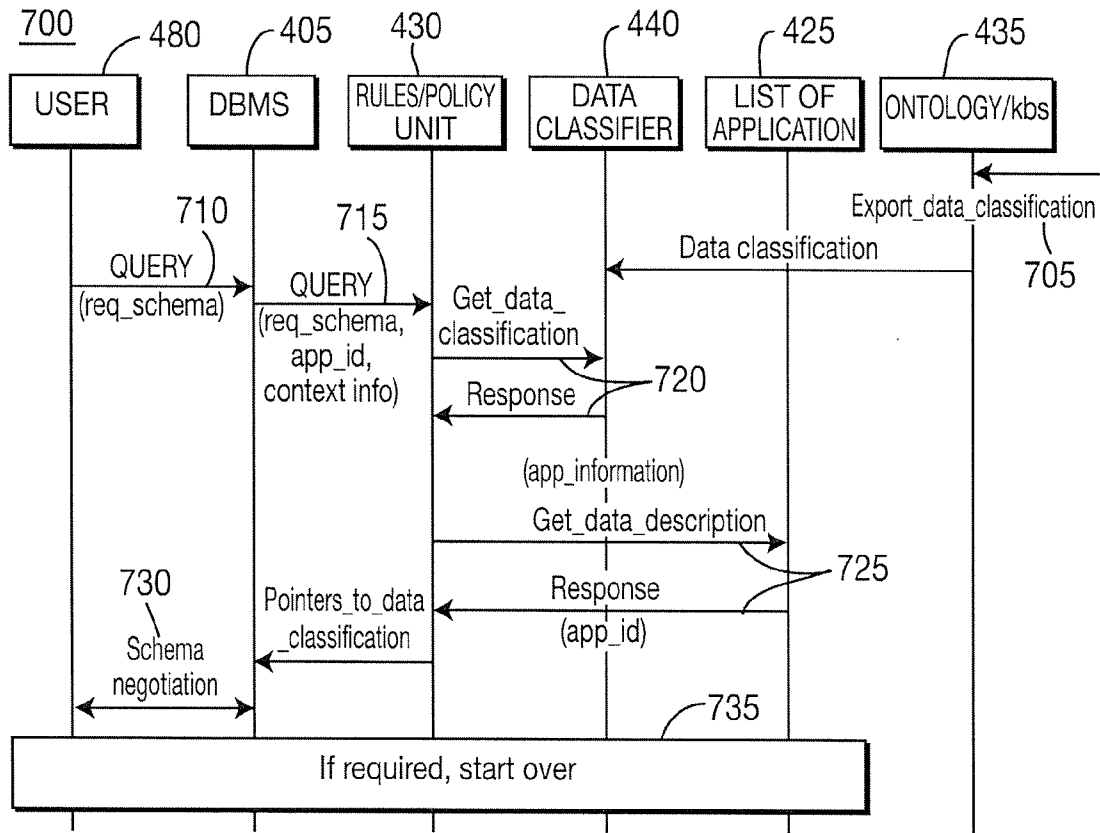 700
480
405
430
440
425
435
USER
DBMS
RULES/POLICY
UNIT
DATA
CLASSIFIER
LIST OF
APPLICATION
ONTOLOGY/kbs
Export_data_classification
705
Data classification
710
QUERY
(req_schema)
715
QUERY
(req_schema,
app_id,
context info)
Get_data_
classification
720
Response
(app_information)
Get_data_description
725
Response
(app_id)
Pointers_to_data
_classification
730
Schema
negotiation
735
If required, start over